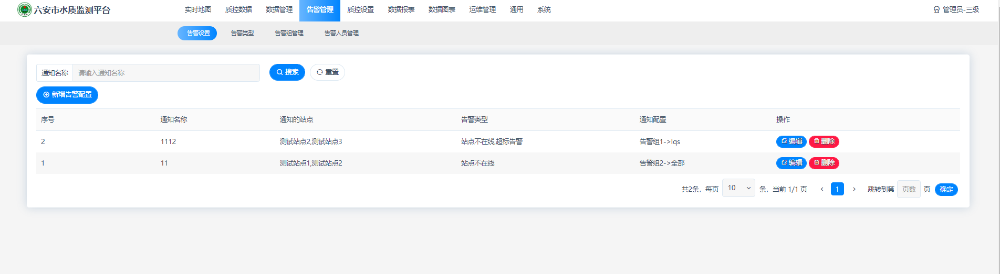 六安市水质监测平台 实时地图 质控数据 数据管理 告警管理 质控设置 数据报表 数据图表 运维管理 通用 系统 管理员-三级
告警设置 告警类型 告警组管理 告警人员管理
通知名称 请输入通知名称 搜索 重置
新增告警配置
序号 通知名称 通知的站点 告警类型 通知配置 操作
2 1112 测试站点2,测试站点3 站点不在线,超标告警 告警组1->lqs 编辑 删除
1 11 测试站点1,测试站点2 站点不在线 告警组2->全部 编辑 删除
共2条，每页 10 条，当前 1/1 页 1 跳转到第 页数 页 确定